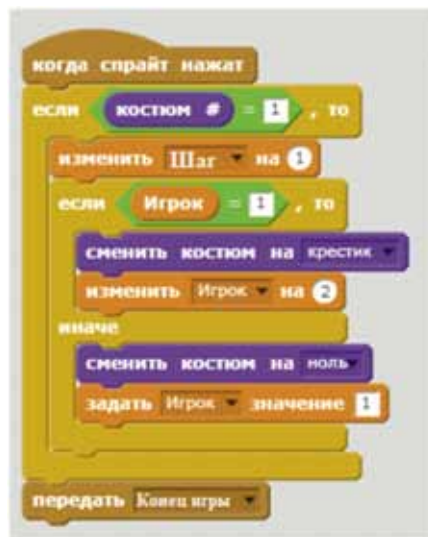 когда спрайт нажат
если костюм # = 1 , то
изменить Шаг на 1
если Игрок = 1 , то
сменить костюм на крестик
изменить Игрок на 2
иначе
сменить костюм на ноль
задать Игрок значение 1
передать Конец игры